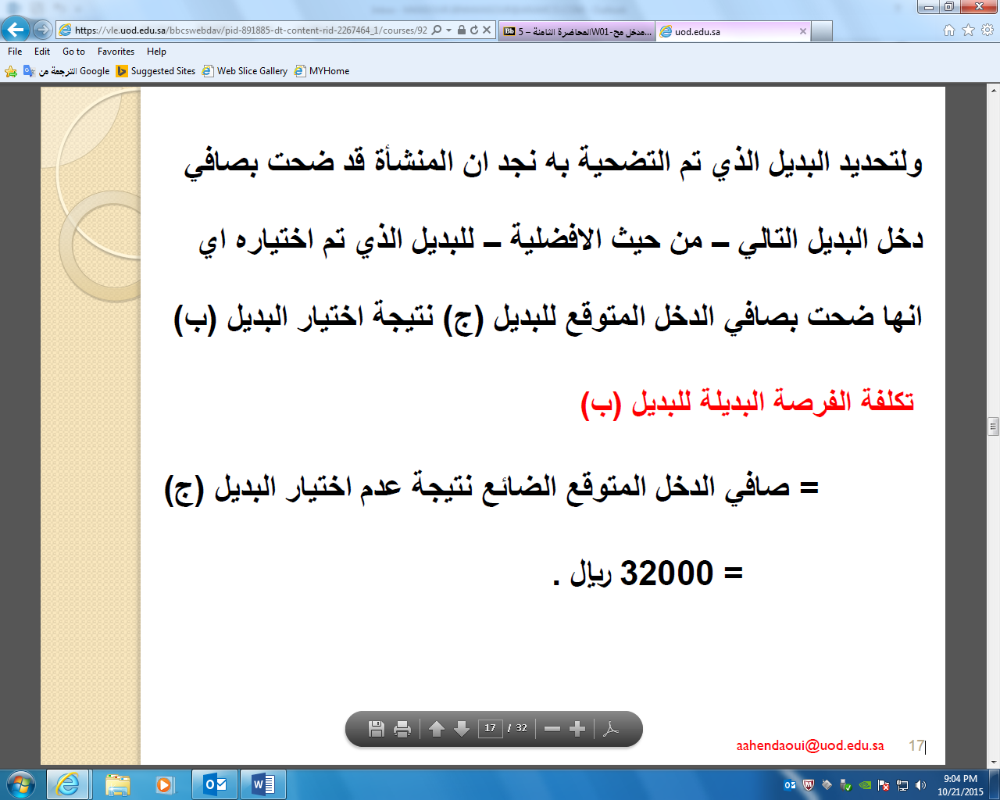 https://vle.uod.edu.sa/bbcswebdav/pid-891885-dt-content-rid-2267464_1/courses/92
المحاضرة الثامنة – 5
uod.edu.sa
File Edit Go to Favorites Help
الترجمة من Google Suggested Sites Web Slice Gallery MYHome
ولتحديد البديل الذي تم التضحية به نجد ان المنشأة قد ضحت بصافي
دخل البديل التالي – من حيث الافضلية – للبديل الذي تم اختياره اي
انها ضحت بصافي الدخل المتوقع للبديل (ج) نتيجة اختيار البديل (ب)
تكلفة الفرصة البديلة للبديل (ب)
= صافي الدخل المتوقع الضائع نتيجة عدم اختيار البديل (ج)
= 32000 ريال .
17 / 32
aahendaoui@uod.edu.sa 17
9:04 PM
10/21/2015